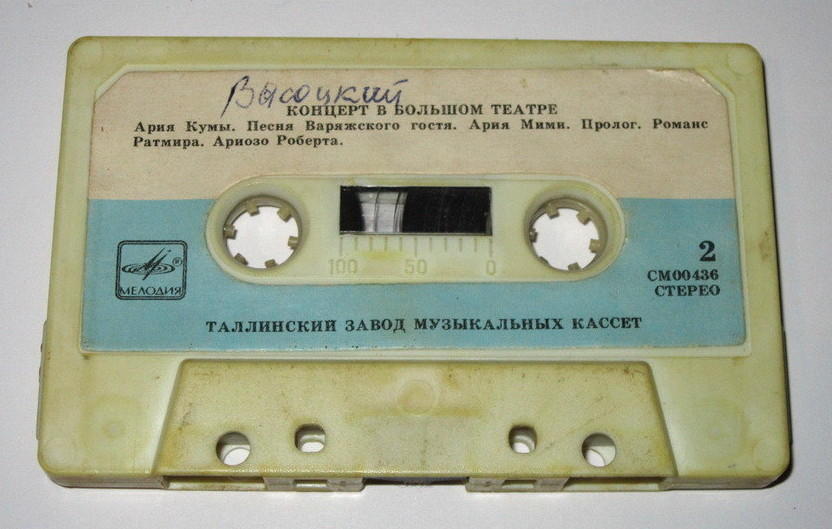 Высоцкий
КОНЦЕРТ В БОЛЬШОМ ТЕАТРЕ
Ария Кумы. Песня Варяжского гостя. Ария Мими. Пролог. Романс
Ратмира. Ариозо Роберта.
100 50 0
МЕЛОДИЯ
2
СМ00436
СТЕРЕО
ТАЛЛИНСКИЙ ЗАВОД МУЗЫКАЛЬНЫХ КАССЕТ